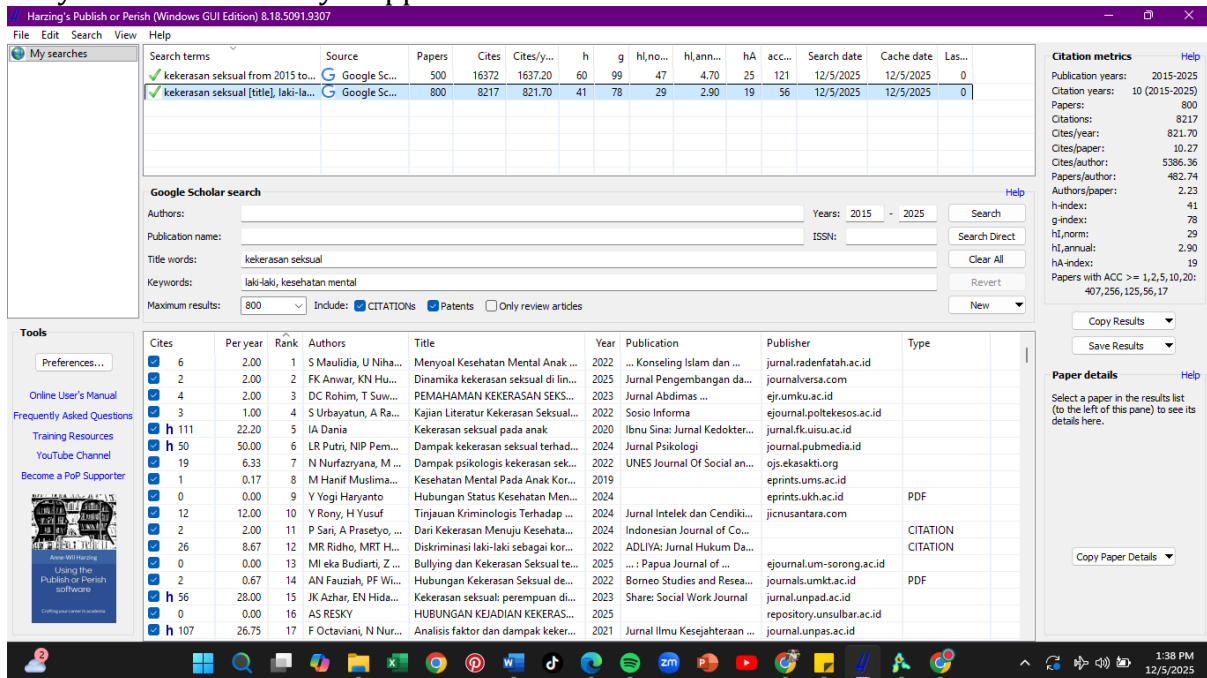 Harzing's Publish or Perish (Windows GUI Edition) 8.18.5091.9307
File Edit Search View Help
My searches
Search terms Source Papers Cites Cites/y... h g hI,no... hI,ann... hA acc... Search date Cache date Las...
kekerasan seksual from 2015 to... Google Sc... 500 16372 1637.20 60 99 47 4.70 25 121 12/5/2025 12/5/2025 0
kekerasan seksual [title], laki-la... Google Sc... 800 8217 821.70 41 78 29 2.90 19 56 12/5/2025 12/5/2025 0
Google Scholar search Help
Authors: Years: 2015 - 2025 Search
Publication name: ISSN: Search Direct
Title words: kekerasan seksual Clear All
Keywords: laki-laki, kesehatan mental Revert
Maximum results: 800 Include: CITATIONs Patents Only review articles New
Tools
Preferences...
Online User's Manual
Frequently Asked Questions
Training Resources
YouTube Channel
Become a PoP Supporter
Anne-Wil Harzing
Using the
Publish or Perish
software
Crafting your career in academia
Cites Per year Rank Authors Title Year Publication Publisher Type
6 2.00 1 S Maulidia, U Niha... Menyoal Kesehatan Mental Anak ... 2022 ... Konseling Islam dan ... jurnal.radenfatah.ac.id
2 2.00 2 FK Anwar, KN Hu... Dinamika kekerasan seksual di lin... 2025 Jurnal Pengembangan da... journalversa.com
4 2.00 3 DC Rohim, T Suw... PEMAHAMAN KEKERASAN SEKS... 2023 Jurnal Abdimas ... ejr.umku.ac.id
3 1.00 4 S Urbayatun, A Ra... Kajian Literatur Kekerasan Seksual... 2022 Sosio Informa ejournal.poltekesos.ac.id
h 111 22.20 5 IA Dania Kekerasan seksual pada anak 2020 Ibnu Sina: Jurnal Kedokter... jurnal.fk.uisu.ac.id
h 50 50.00 6 LR Putri, NIP Pem... Dampak kekerasan seksual terhad... 2024 Jurnal Psikologi journal.pubmedia.id
19 6.33 7 N Nurfazryana, M ... Dampak psikologis kekerasan sek... 2022 UNES Journal Of Social an... ojs.ekasakti.org
1 0.17 8 M Hanif Muslima... Kesehatan Mental Pada Anak Kor... 2019 eprints.ums.ac.id
0 0.00 9 Y Yogi Haryanto Hubungan Status Kesehatan Men... 2024 eprints.ukh.ac.id PDF
12 12.00 10 Y Rony, H Yusuf Tinjauan Kriminologis Terhadap ... 2024 Jurnal Intelek dan Cendiki... jicnusantara.com
2 2.00 11 P Sari, A Prasetyo, ... Dari Kekerasan Menuju Kesehata... 2024 Indonesian Journal of Co... CITATION
26 8.67 12 MR Ridho, MRT H... Diskriminasi laki-laki sebagai kor... 2022 ADLIYA: Jurnal Hukum Da... CITATION
0 0.00 13 MI eka Budiarti, Z ... Bullying dan Kekerasan Seksual te... 2025 ... : Papua Journal of ... ejournal.um-sorong.ac.id
2 0.67 14 AN Fauziah, PF Wi... Hubungan Kekerasan Seksual de... 2022 Borneo Studies and Resea... journals.umkt.ac.id PDF
h 56 28.00 15 JK Azhar, EN Hida... Kekerasan seksual: perempuan di... 2023 Share: Social Work Journal jurnal.unpad.ac.id
0 0.00 16 AS RESKY HUBUNGAN KEJADIAN KEKERAS... 2025 repository.unsulbar.ac.id
h 107 26.75 17 F Octaviani, N Nur... Analisis faktor dan dampak keker... 2021 Jurnal Ilmu Kesejahteraan ... journal.unpas.ac.id
Citation metrics Help
Publication years: 2015-2025
Citation years: 10 (2015-2025)
Papers: 800
Citations: 8217
Cites/year: 821.70
Cites/paper: 10.27
Cites/author: 5386.36
Papers/author: 482.74
Authors/paper: 2.23
h-index: 41
g-index: 78
hI,norm: 29
hI,annual: 2.90
hA-index: 19
Papers with ACC >= 1,2,5,10,20:
407,256,125,56,17
Copy Results
Save Results
Paper details Help
Select a paper in the results list
(to the left of this pane) to see its
details here.
Copy Paper Details
2
zm
1:38 PM
12/5/2025